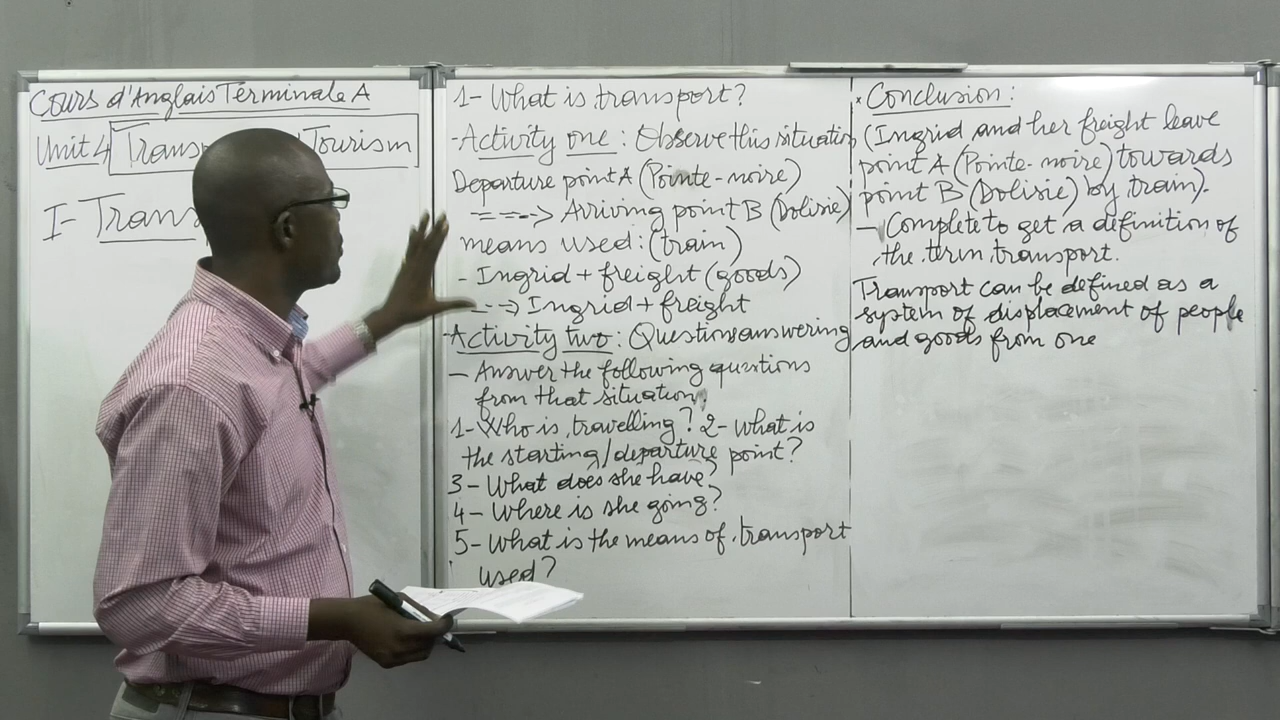 Cours d'Anglais Terminale A
Unit 4 Tourism
I- Trans
1- What is transport?
- Activity one : Observe this situation
Departure point A (Pointe-noire)
= = = -> Arriving point B (Dolisie)
means used: (train)
- Ingrid + freight (goods)
- -> Ingrid + freight
Activity two : Questions answering
- Answer the following questions
from that situation.
1- Who is travelling? 2- What is
the starting/departure point?
3- What does she have?
4- Where is she going?
5- What is the means of transport
used?
* Conclusion :
(Ingrid and her freight leave
point A (Pointe-noire) towards
point B (Dolisie) by train).
- Complete to get a definition of
the term transport.
Transport can be defined as a
system of displacement of people
and goods from one